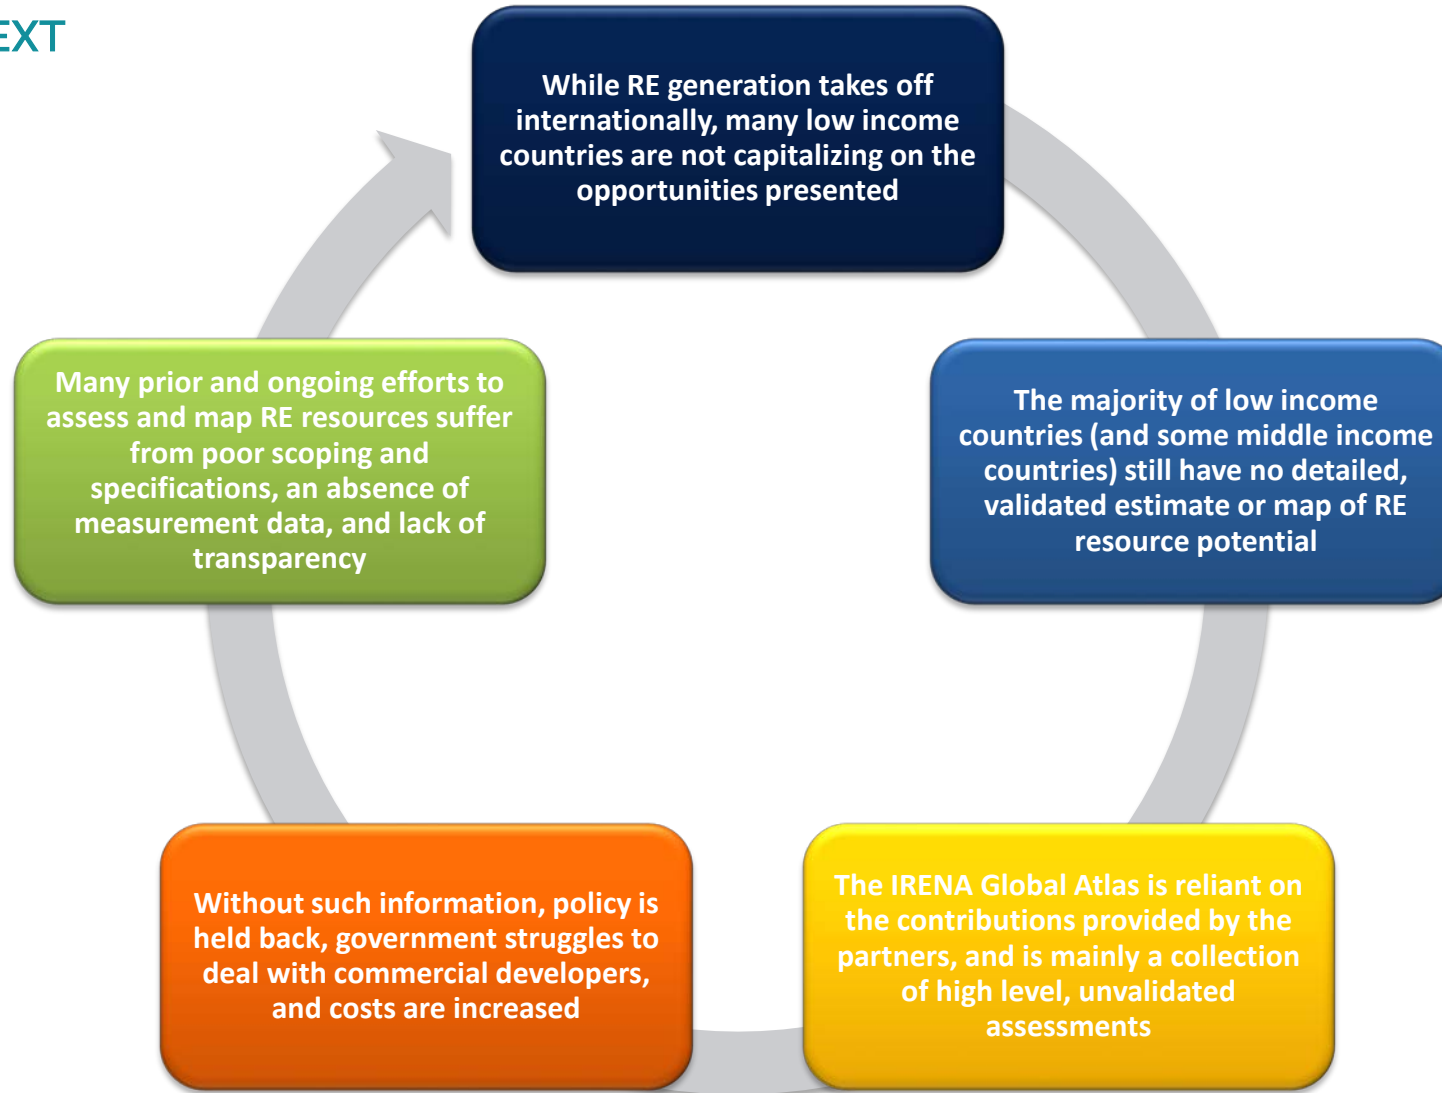 EXT
While RE generation takes off
internationally, many low income
countries are not capitalizing on the
opportunities presented
The majority of low income
countries (and some middle income
countries) still have no detailed,
validated estimate or map of RE
resource potential
The IRENA Global Atlas is reliant on
the contributions provided by the
partners, and is mainly a collection
of high level, unvalidated
assessments
Without such information, policy is
held back, government struggles to
deal with commercial developers,
and costs are increased
Many prior and ongoing efforts to
assess and map RE resources suffer
from poor scoping and
specifications, an absence of
measurement data, and lack of
transparency